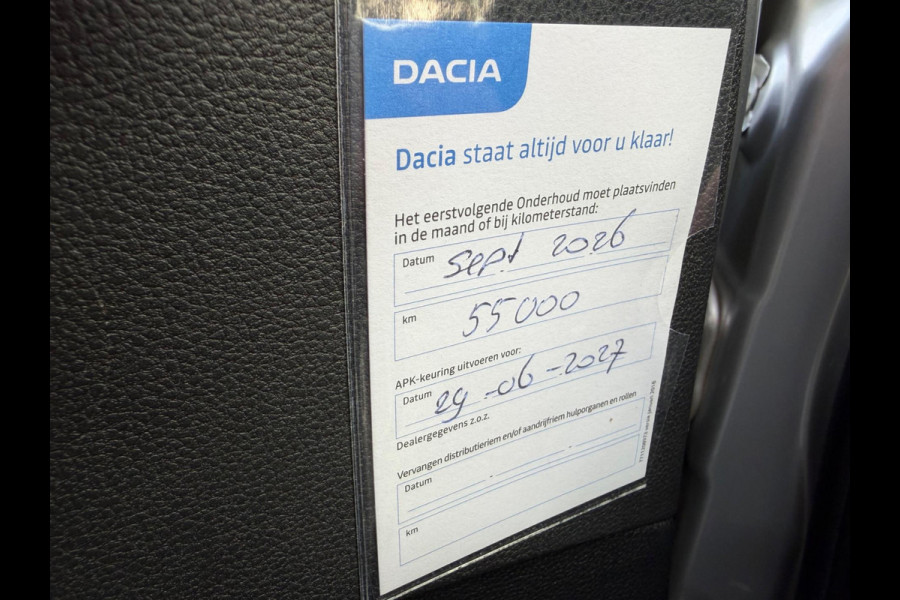 DACIA
Dacia staat altijd voor u klaar!
Het eerstvolgende Onderhoud moet plaatsvinden
in de maand of bij kilometerstand:
Datum sept 2026
km 55000
APK-keuring uitvoeren voor:
Datum 29-06-2027
Dealergegevens z.o.z.
Vervangen distributieriem en/of aandrijfriem hulporganen en rollen
Datum
km